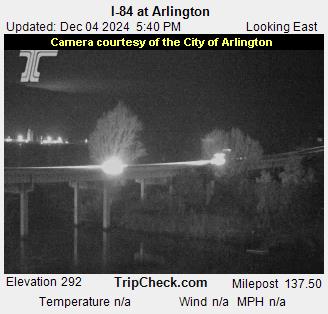 I-84 at Arlington
Updated: Dec 04 2024 5:40 PM Looking East
Camera courtesy of the City of Arlington
Elevation 292 TripCheck.com Milepost 137.50
Temperature n/a Wind n/a MPH n/a